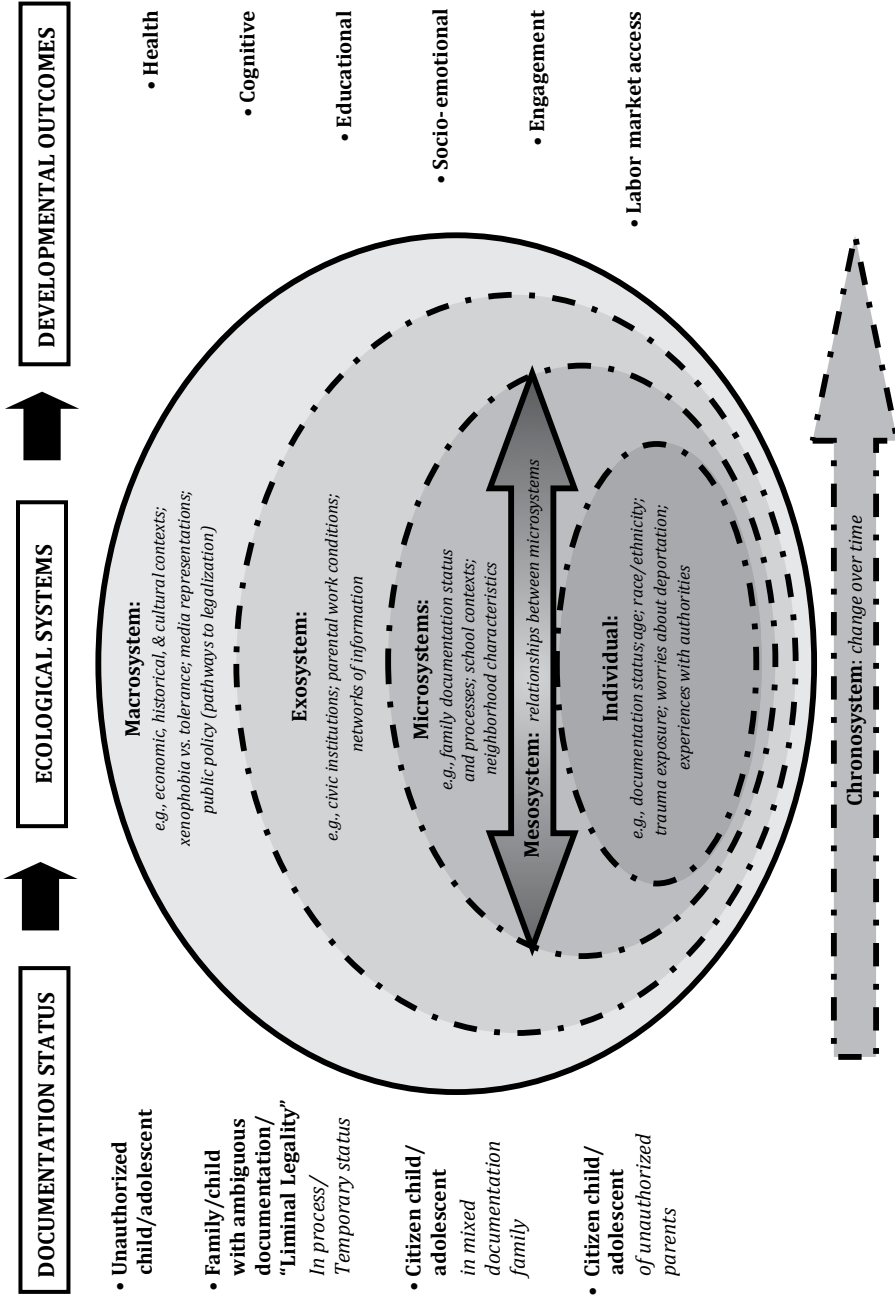 DOCUMENTATION STATUS
ECOLOGICAL SYSTEMS
DEVELOPMENTAL OUTCOMES
• Unauthorized
child/adolescent
• Family/child
with ambiguous
documentation/
“Liminal Legality”
In process/
Temporary status
• Citizen child/
adolescent
in mixed
documentation
family
• Citizen child/
adolescent
of unauthorized
parents
Macrosystem:
e.g., economic, historical, & cultural contexts;
xenophobia vs. tolerance; media representations;
public policy (pathways to legalization)
Exosystem:
e.g., civic institutions; parental work conditions;
networks of information
Microsystems:
e.g., family documentation status
and processes; school contexts;
neighborhood characteristics
Mesosystem: relationships between microsystems
Individual:
e.g., documentation status;age; race/ethnicity;
trauma exposure; worries about deportation;
experiences with authorities
• Health
• Cognitive
• Educational
• Socio-emotional
• Engagement
• Labor market access
Chronosystem: change over time